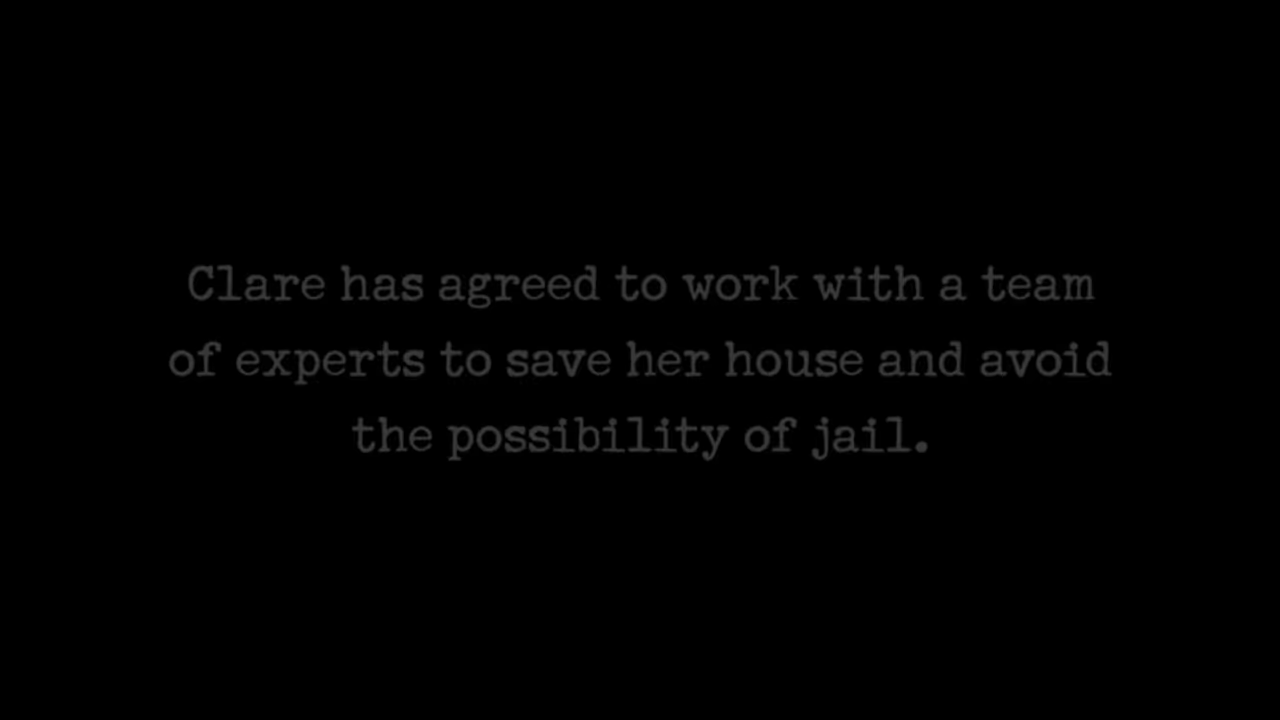 Clare has agreed to work with a team
of experts to save her house and avoid
the possibility of jail.